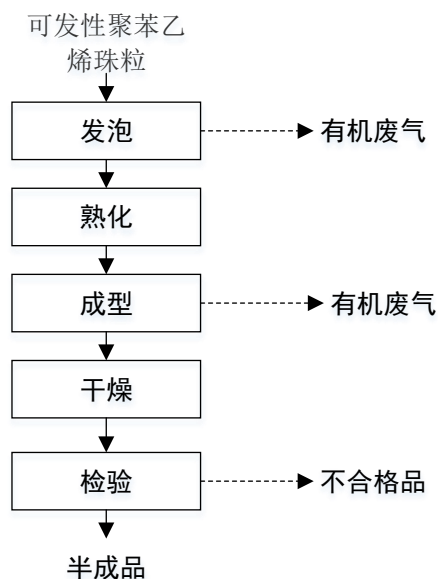 可发性聚苯乙
烯珠粒
发泡
有机废气
熟化
成型
有机废气
干燥
检验
不合格品
半成品